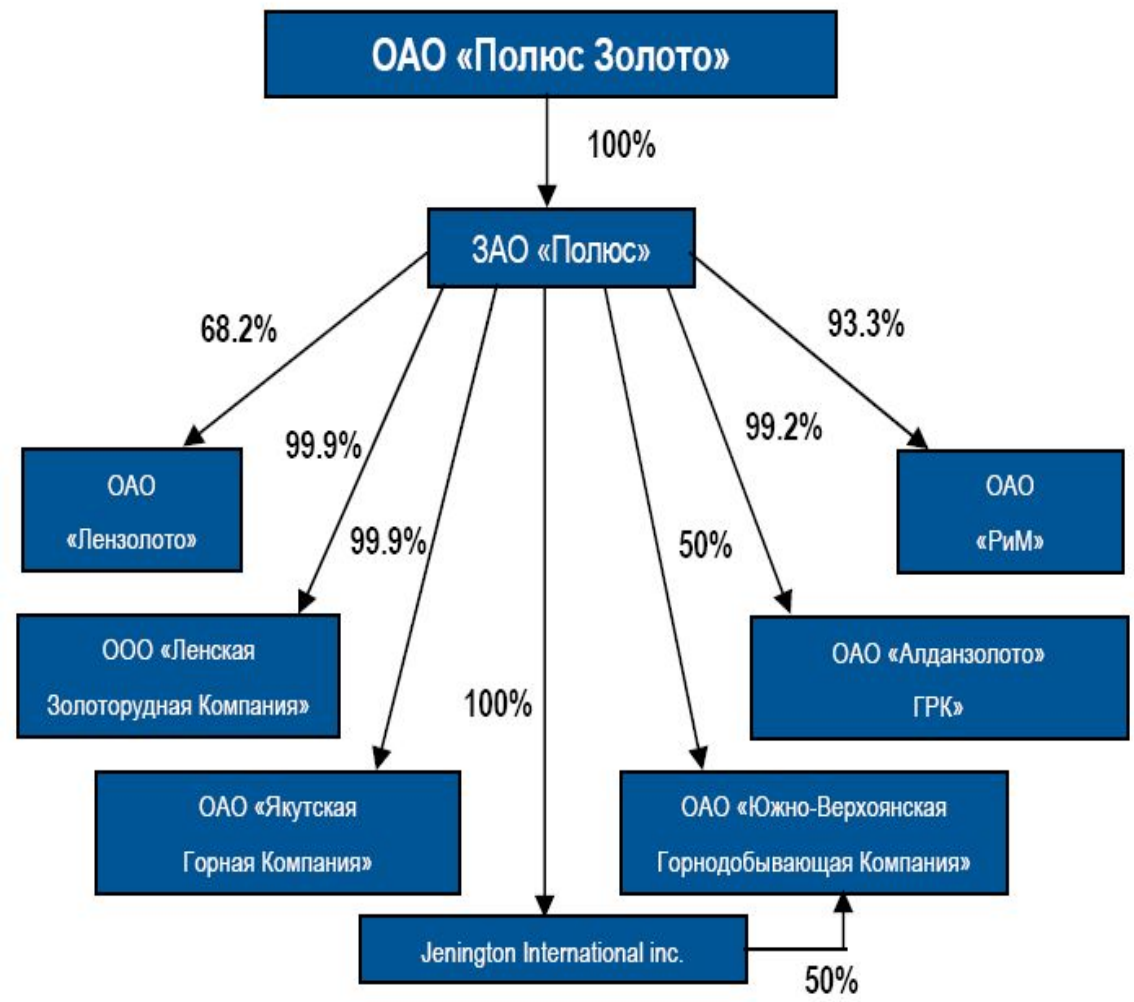 ОАО «Полюс Золото»
100%
ЗАО «Полюс»
68.2%
93.3%
99.9%
99.2%
ОАО
«Лензолото»
ОАО
«РиМ»
99.9%
50%
ООО «Ленская
Золоторудная Компания»
ОАО «Алданзолото»
ГРК»
100%
ОАО «Якутская
Горная Компания»
ОАО «Южно-Верхоянская
Горнодобывающая Компания»
Jenington International inc.
50%